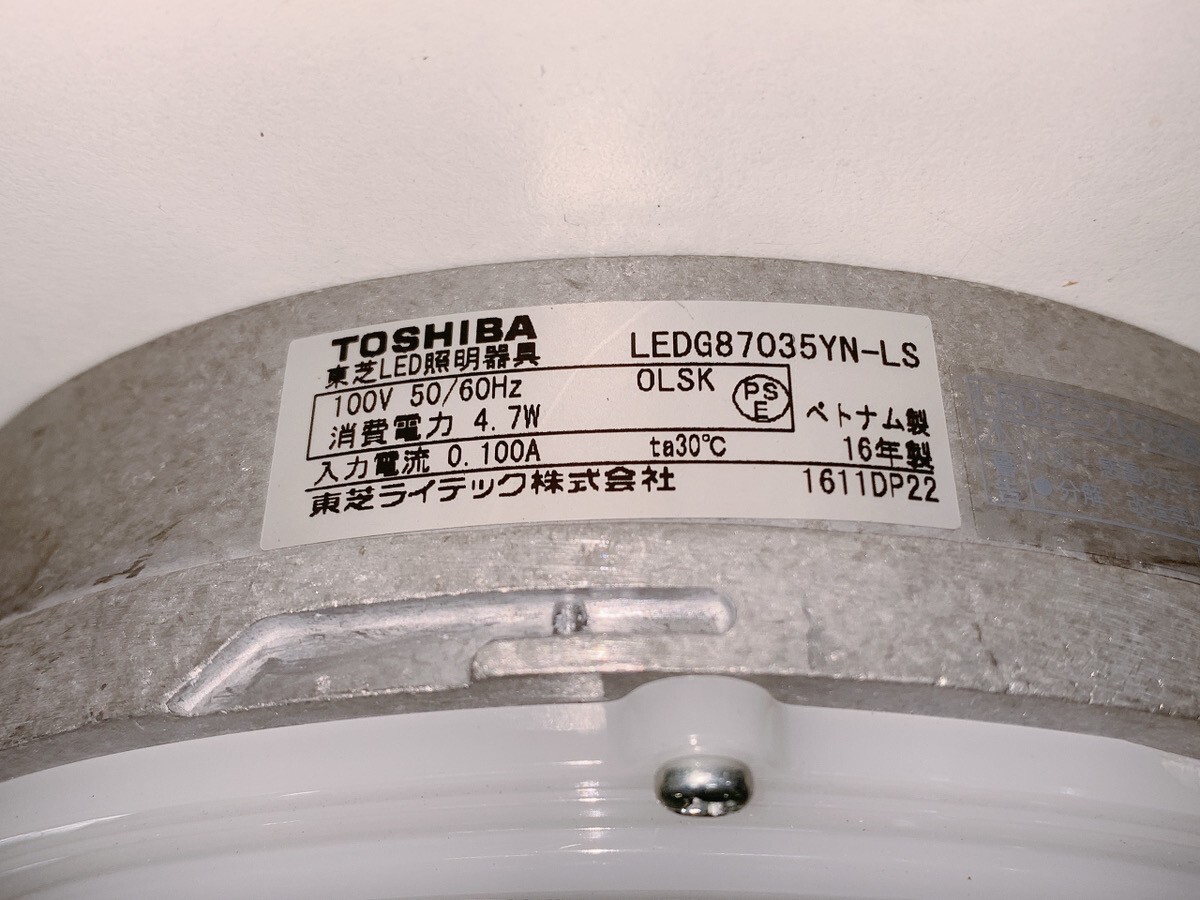 TOSHIBA
東芝LED照明器具
LEDG87035YN-LS
100V 50/60Hz
OLSK
PS
E
消費電力 4.7W
ベトナム製
入力電流 0.100A
ta30℃
16年製
東芝ライテック株式会社
1611DP22
分解